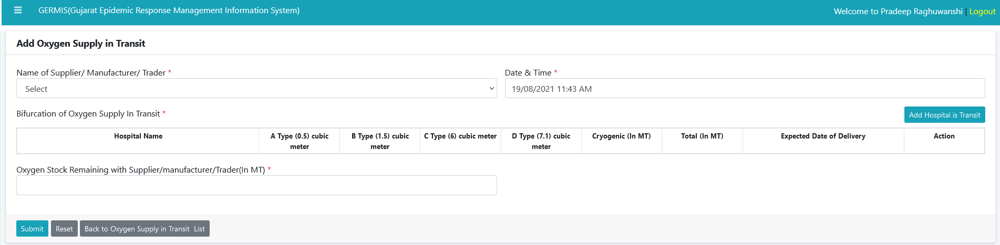 GERMIS(Gujarat Epidemic Response Management Information System)
Welcome to Pradeep Raghuwanshi | Logout
Add Oxygen Supply in Transit
Name of Supplier/ Manufacturer/ Trader *
Date & Time *
Select
19/08/2021 11:43 AM
Bifurcation of Oxygen Supply In Transit *
Add Hospital is Transit
Hospital Name
A Type (0.5) cubic
meter
B Type (1.5) cubic
meter
C Type (6) cubic meter
D Type (7.1) cubic
meter
Cryogenic (In MT)
Total (In MT)
Expected Date of Delivery
Action
Oxygen Stock Remaining with Supplier/manufacturer/Trader(In MT) *
Submit
Reset
Back to Oxygen Supply in Transit List